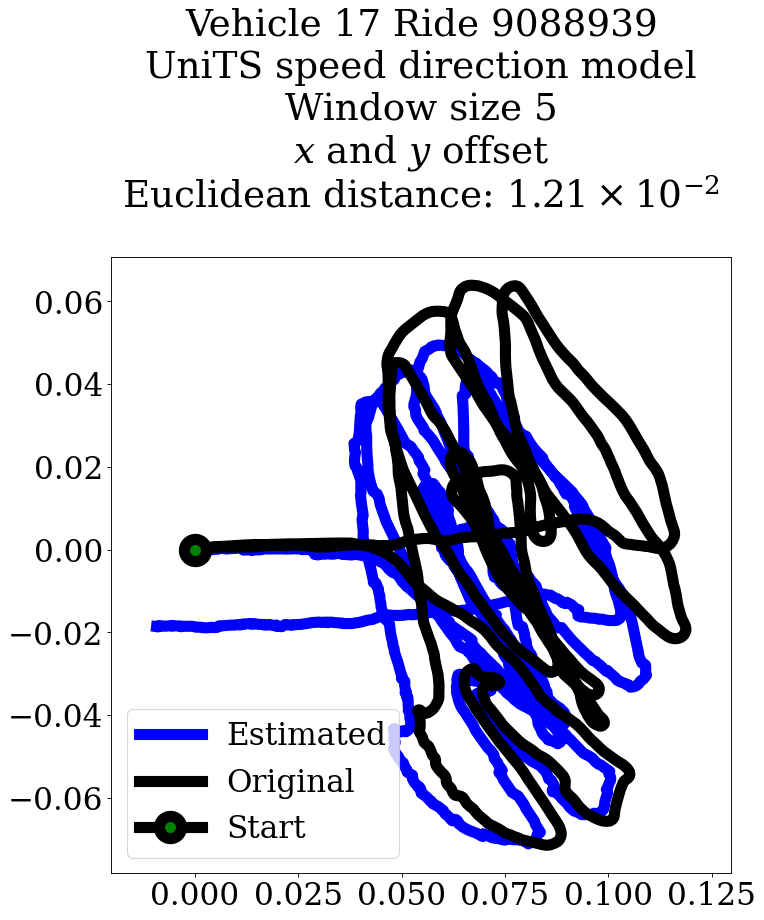 Vehicle 17 Ride 9088939
UniTS speed direction model
Window size 5
x and y offset
Euclidean distance: 1.21 × 10⁻²
0.06
0.04
0.02
0.00
−0.02
−0.04
−0.06
Estimated
Original
Start
0.000 0.025 0.050 0.075 0.100 0.125